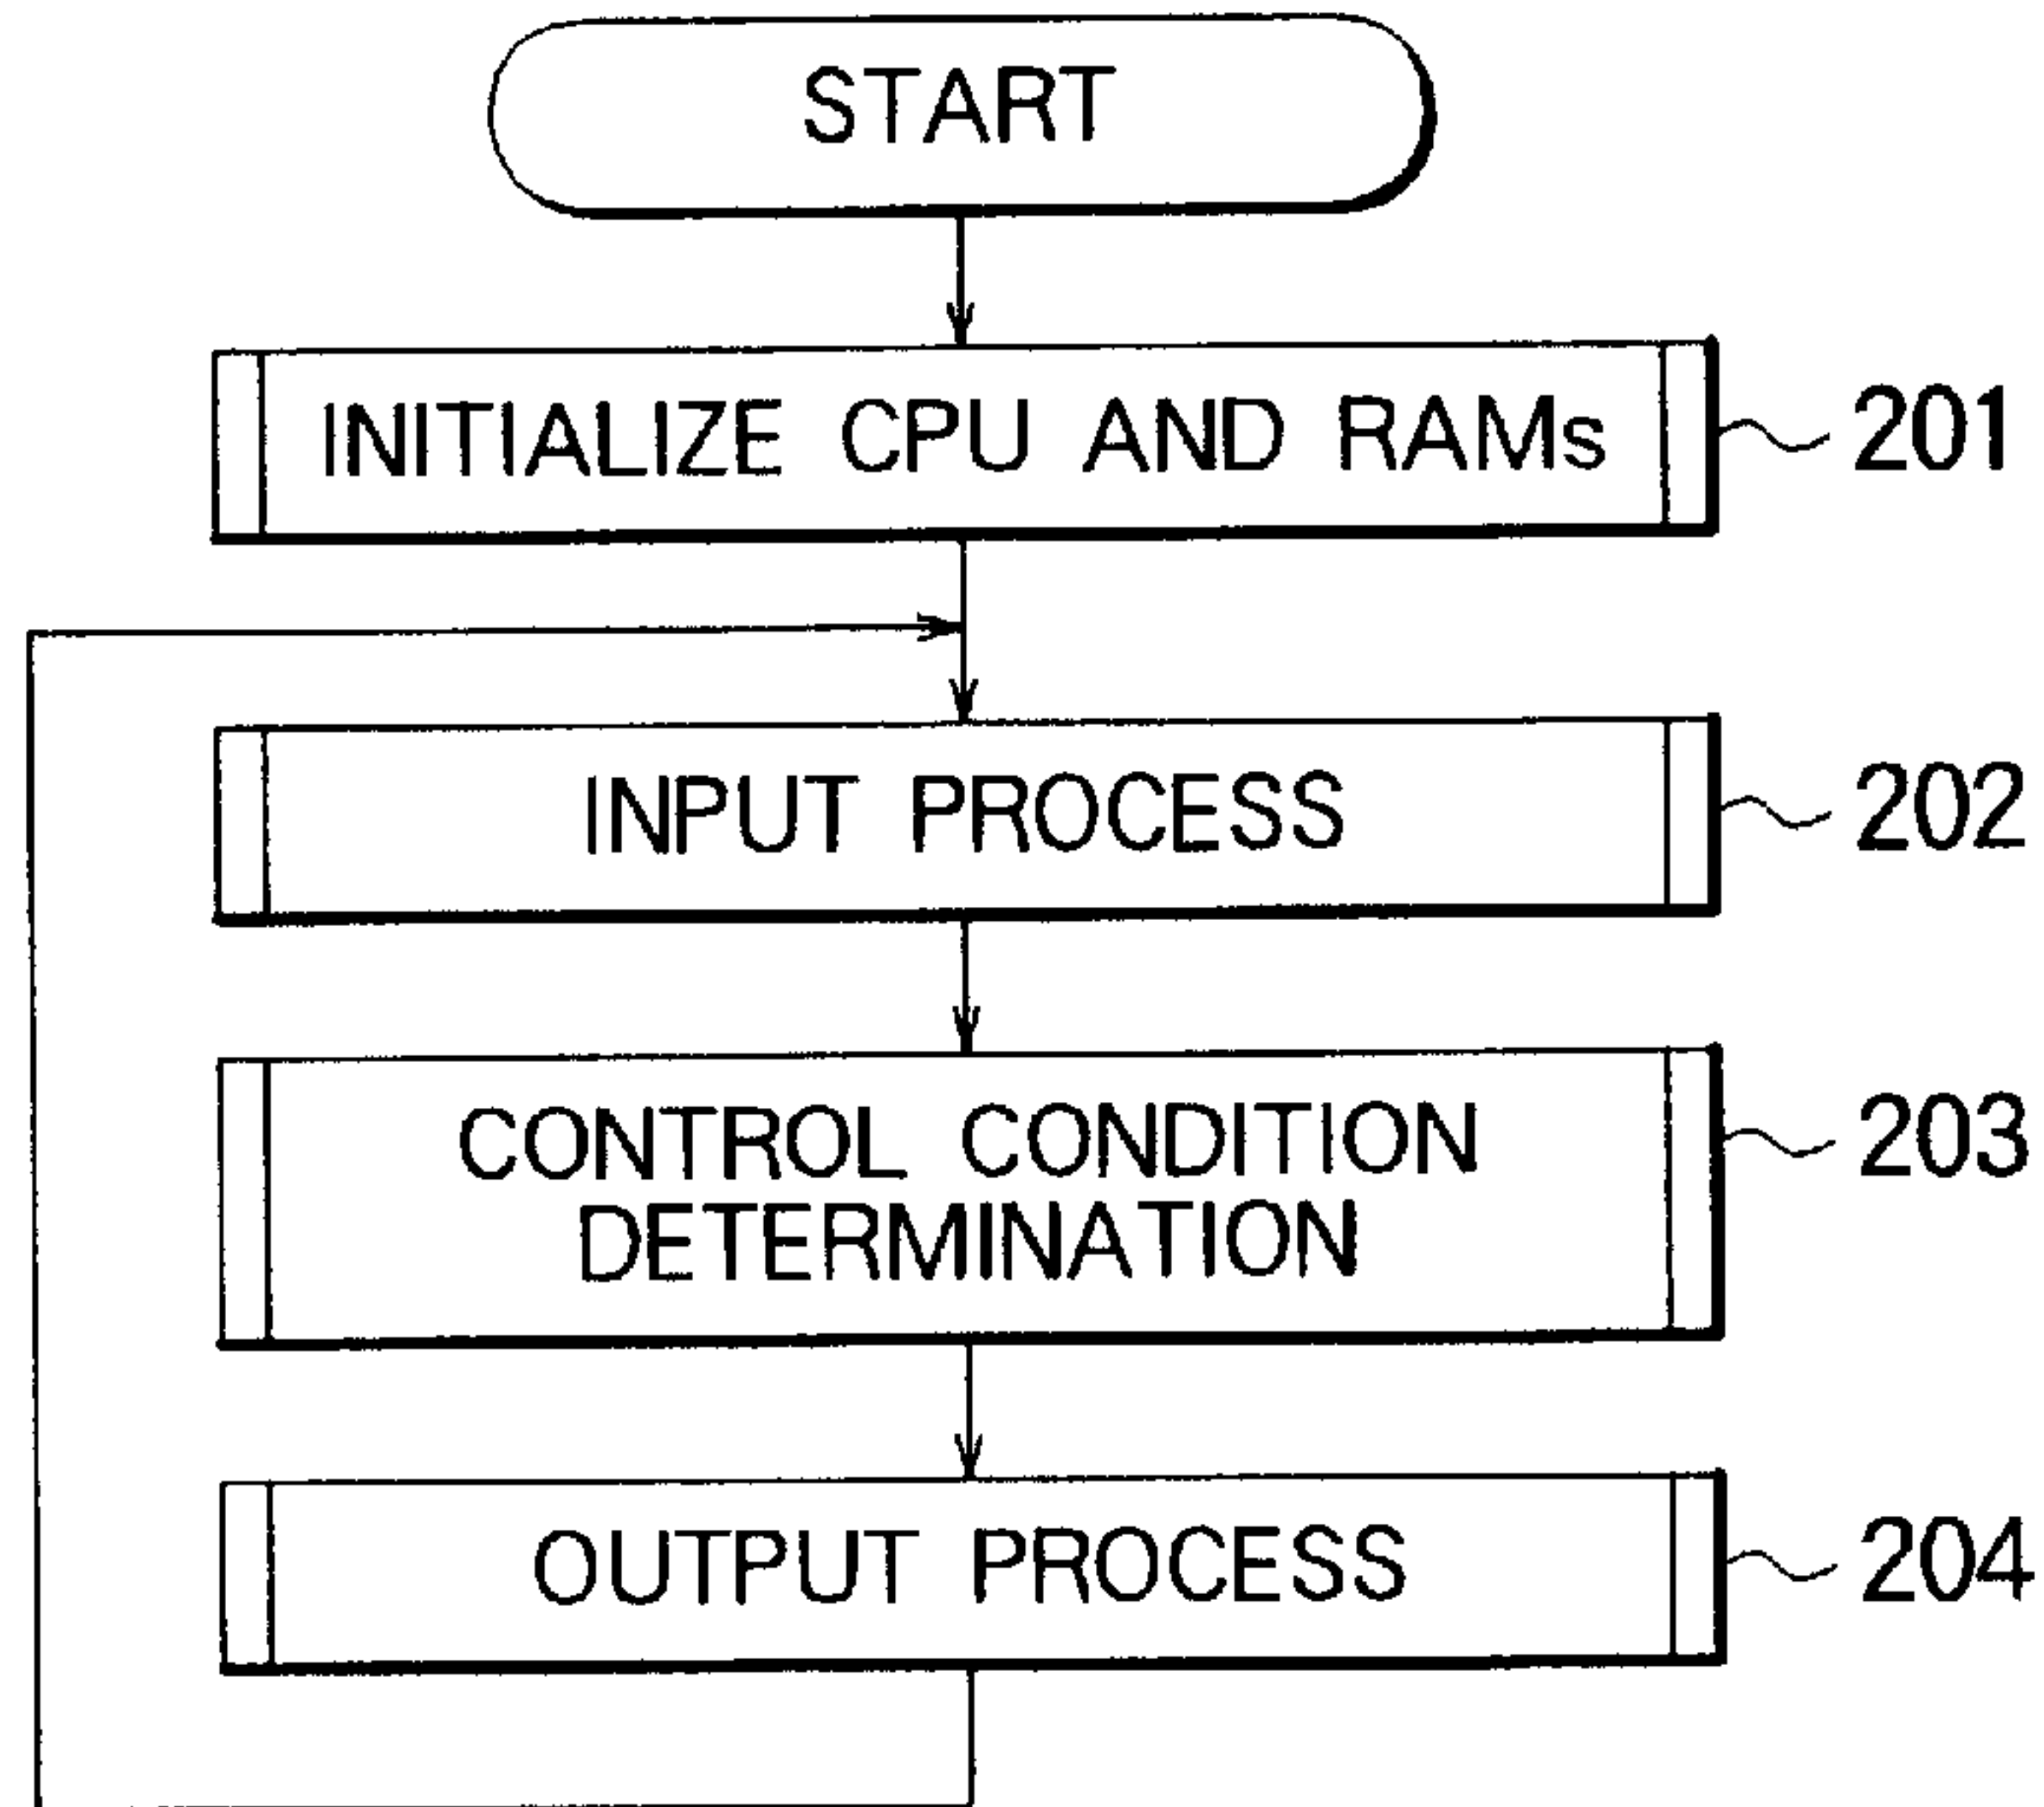 START
INITIALIZE CPU AND RAMs
201
INPUT PROCESS
202
CONTROL CONDITION
DETERMINATION
203
OUTPUT PROCESS
204